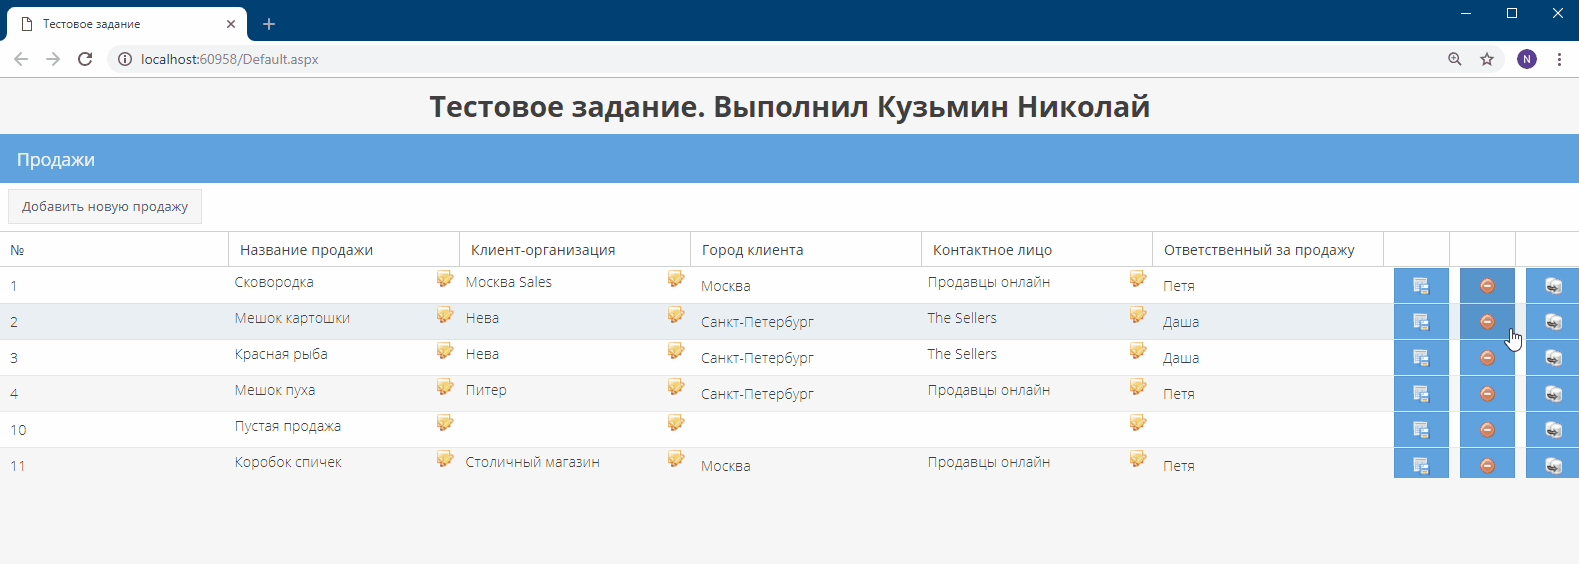 Тестовое задание
localhost:60958/Default.aspx
N
Тестовое задание. Выполнил Кузьмин Николай
Продажи
Добавить новую продажу
№ Название продажи Клиент-организация Город клиента Контактное лицо Ответственный за продажу
1 Сковородка Москва Sales Москва Продавцы онлайн Петя
2 Мешок картошки Нева Санкт-Петербург The Sellers Даша
3 Красная рыба Нева Санкт-Петербург The Sellers Даша
4 Мешок пуха Питер Санкт-Петербург Продавцы онлайн Петя
10 Пустая продажа
11 Коробок спичек Столичный магазин Москва Продавцы онлайн Петя